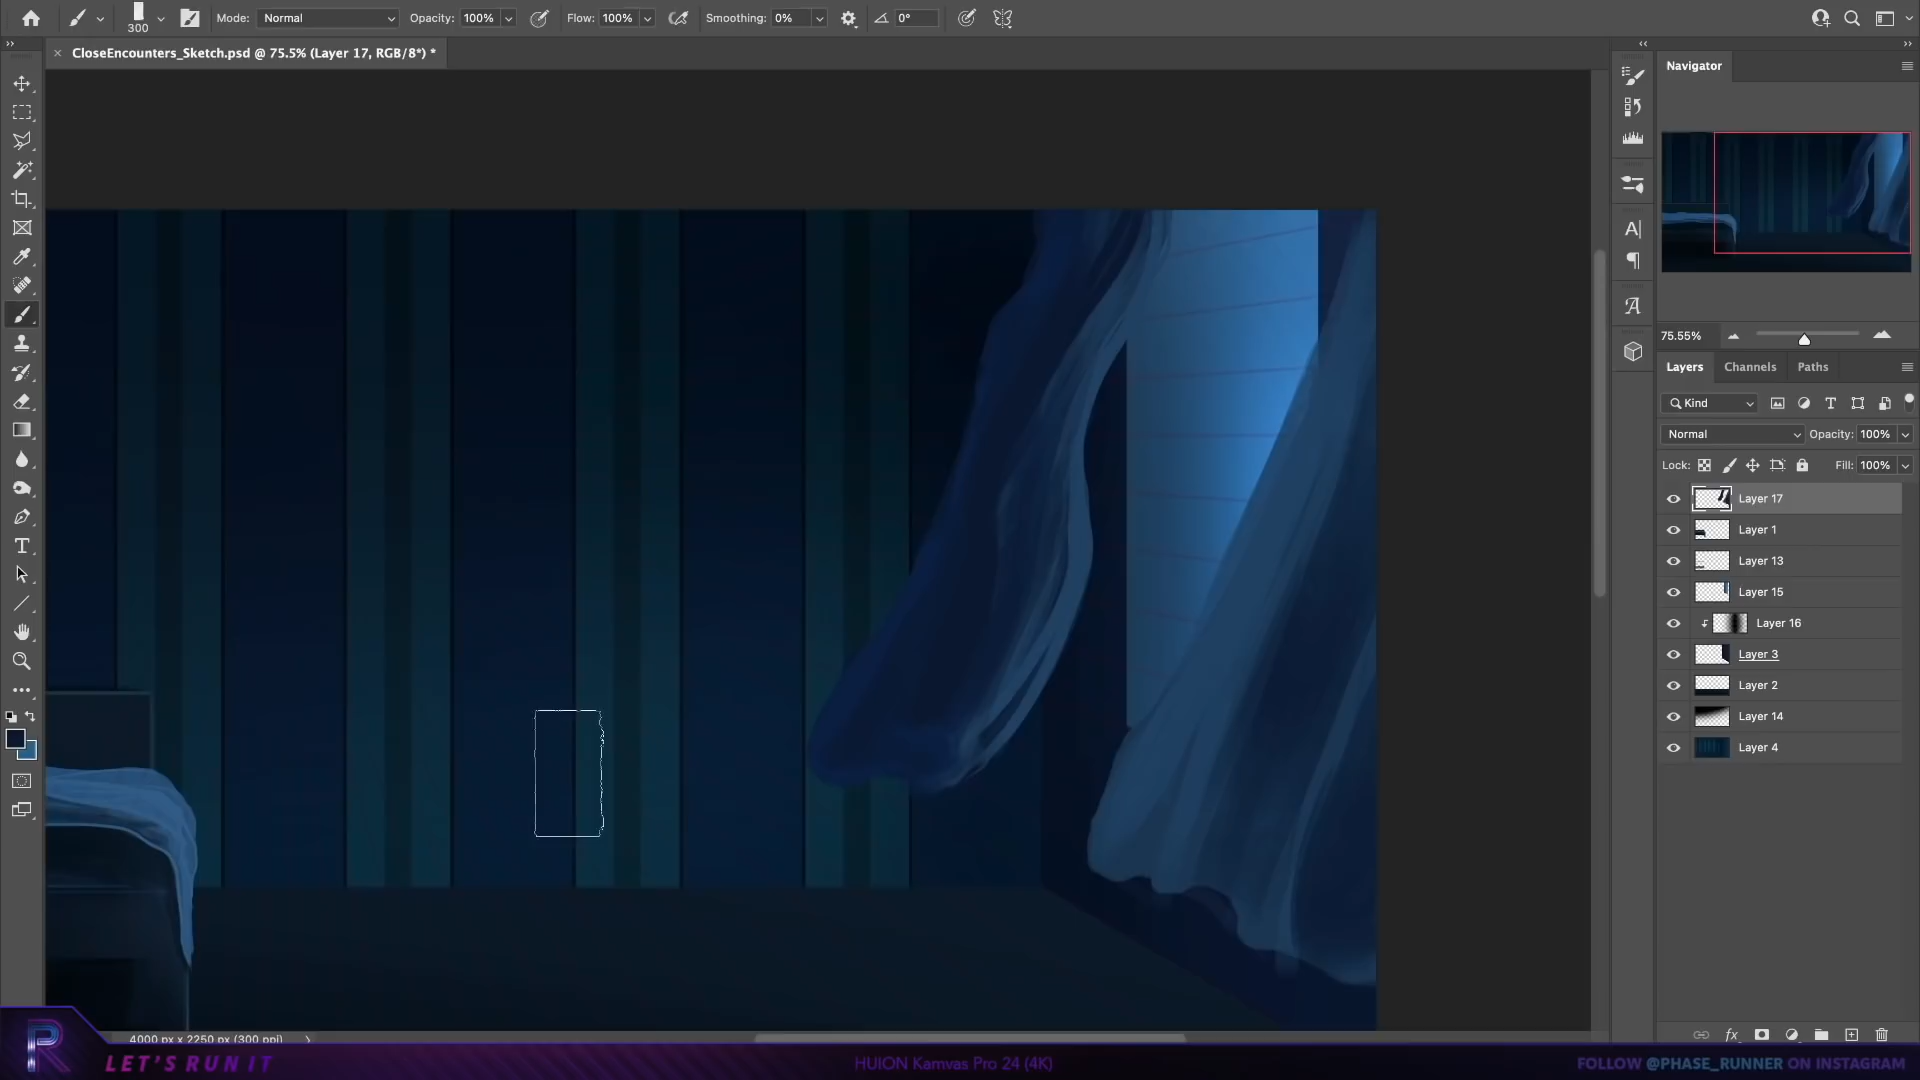 300
Mode: Normal
Opacity: 100%
Flow: 100%
Smoothing: 0%
0°
CloseEncounters_Sketch.psd @ 75.5% (Layer 17, RGB/8*) *
Navigator
75.55%
Layers Channels Paths
Kind
Normal Opacity: 100%
Lock: Fill: 100%
Layer 17
Layer 1
Layer 13
Layer 15
Layer 16
Layer 3
Layer 2
Layer 14
Layer 4
4000 px x 2250 px (300 ppi)
LET'S RUN IT
HUION Kamvas Pro 24 (4K)
FOLLOW @PHASE_RUNNER ON INSTAGRAM